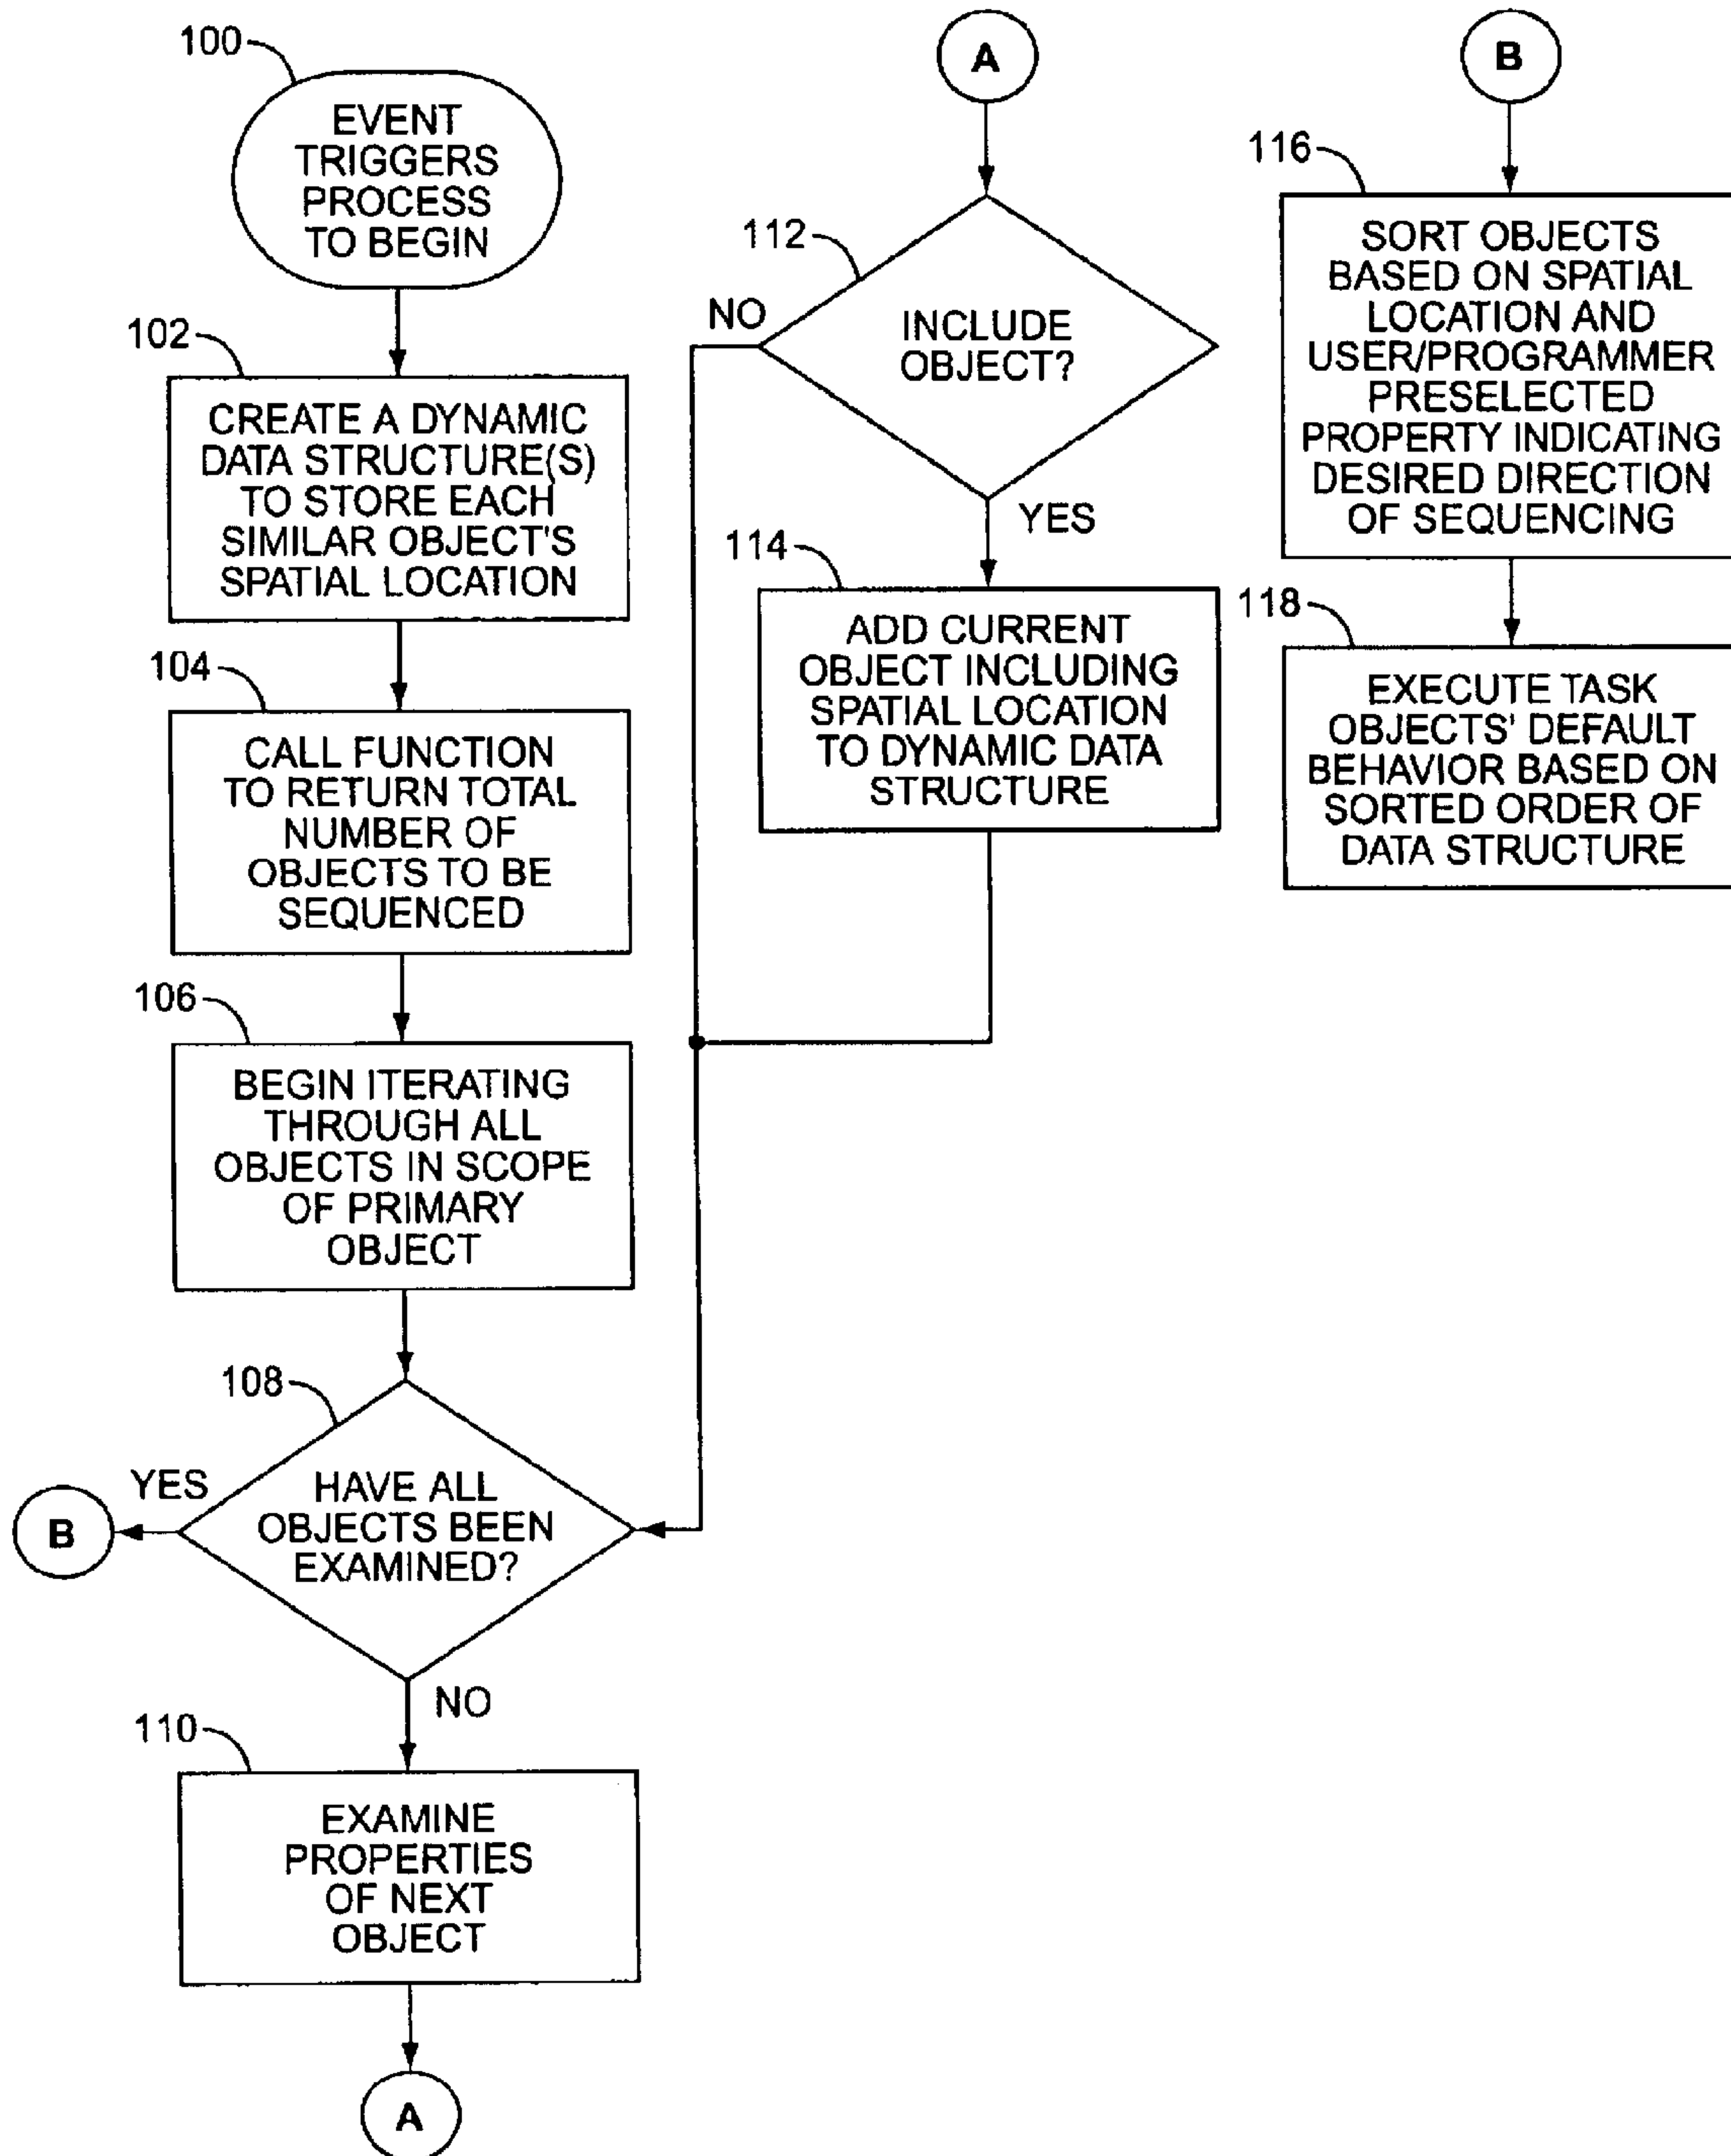 100
EVENT
TRIGGERS
PROCESS
TO BEGIN
102
CREATE A DYNAMIC
DATA STRUCTURE(S)
TO STORE EACH
SIMILAR OBJECT'S
SPATIAL LOCATION
104
CALL FUNCTION
TO RETURN TOTAL
NUMBER OF
OBJECTS TO BE
SEQUENCED
106
BEGIN ITERATING
THROUGH ALL
OBJECTS IN SCOPE
OF PRIMARY
OBJECT
108
HAVE ALL
OBJECTS BEEN
EXAMINED?
YES
B
NO
110
EXAMINE
PROPERTIES
OF NEXT
OBJECT
A
A
112
INCLUDE
OBJECT?
NO
YES
114
ADD CURRENT
OBJECT INCLUDING
SPATIAL LOCATION
TO DYNAMIC DATA
STRUCTURE
B
116
SORT OBJECTS
BASED ON SPATIAL
LOCATION AND
USER/PROGRAMMER
PRESELECTED
PROPERTY INDICATING
DESIRED DIRECTION
OF SEQUENCING
118
EXECUTE TASK
OBJECTS' DEFAULT
BEHAVIOR BASED ON
SORTED ORDER OF
DATA STRUCTURE